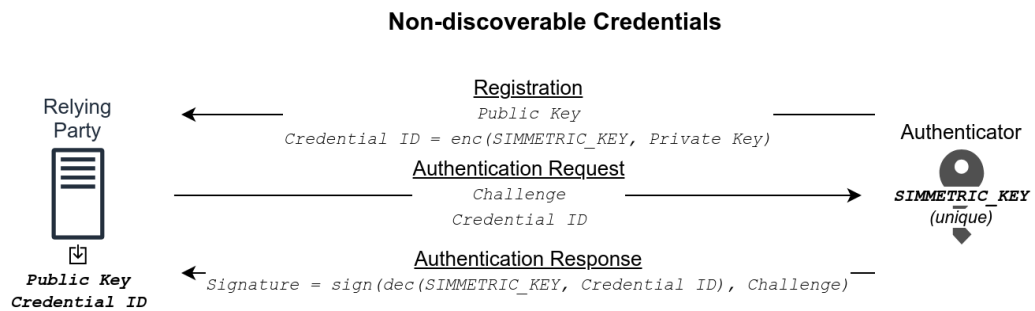 Non-discoverable Credentials
Registration
Public Key
Credential ID = enc(SIMMETRIC_KEY, Private Key)
Relying
Party
Authenticator
Authentication Request
Challenge
Credential ID
SIMMETRIC_KEY
(unique)
Authentication Response
Signature = sign(dec(SIMMETRIC_KEY, Credential ID), Challenge)
Public Key
Credential ID